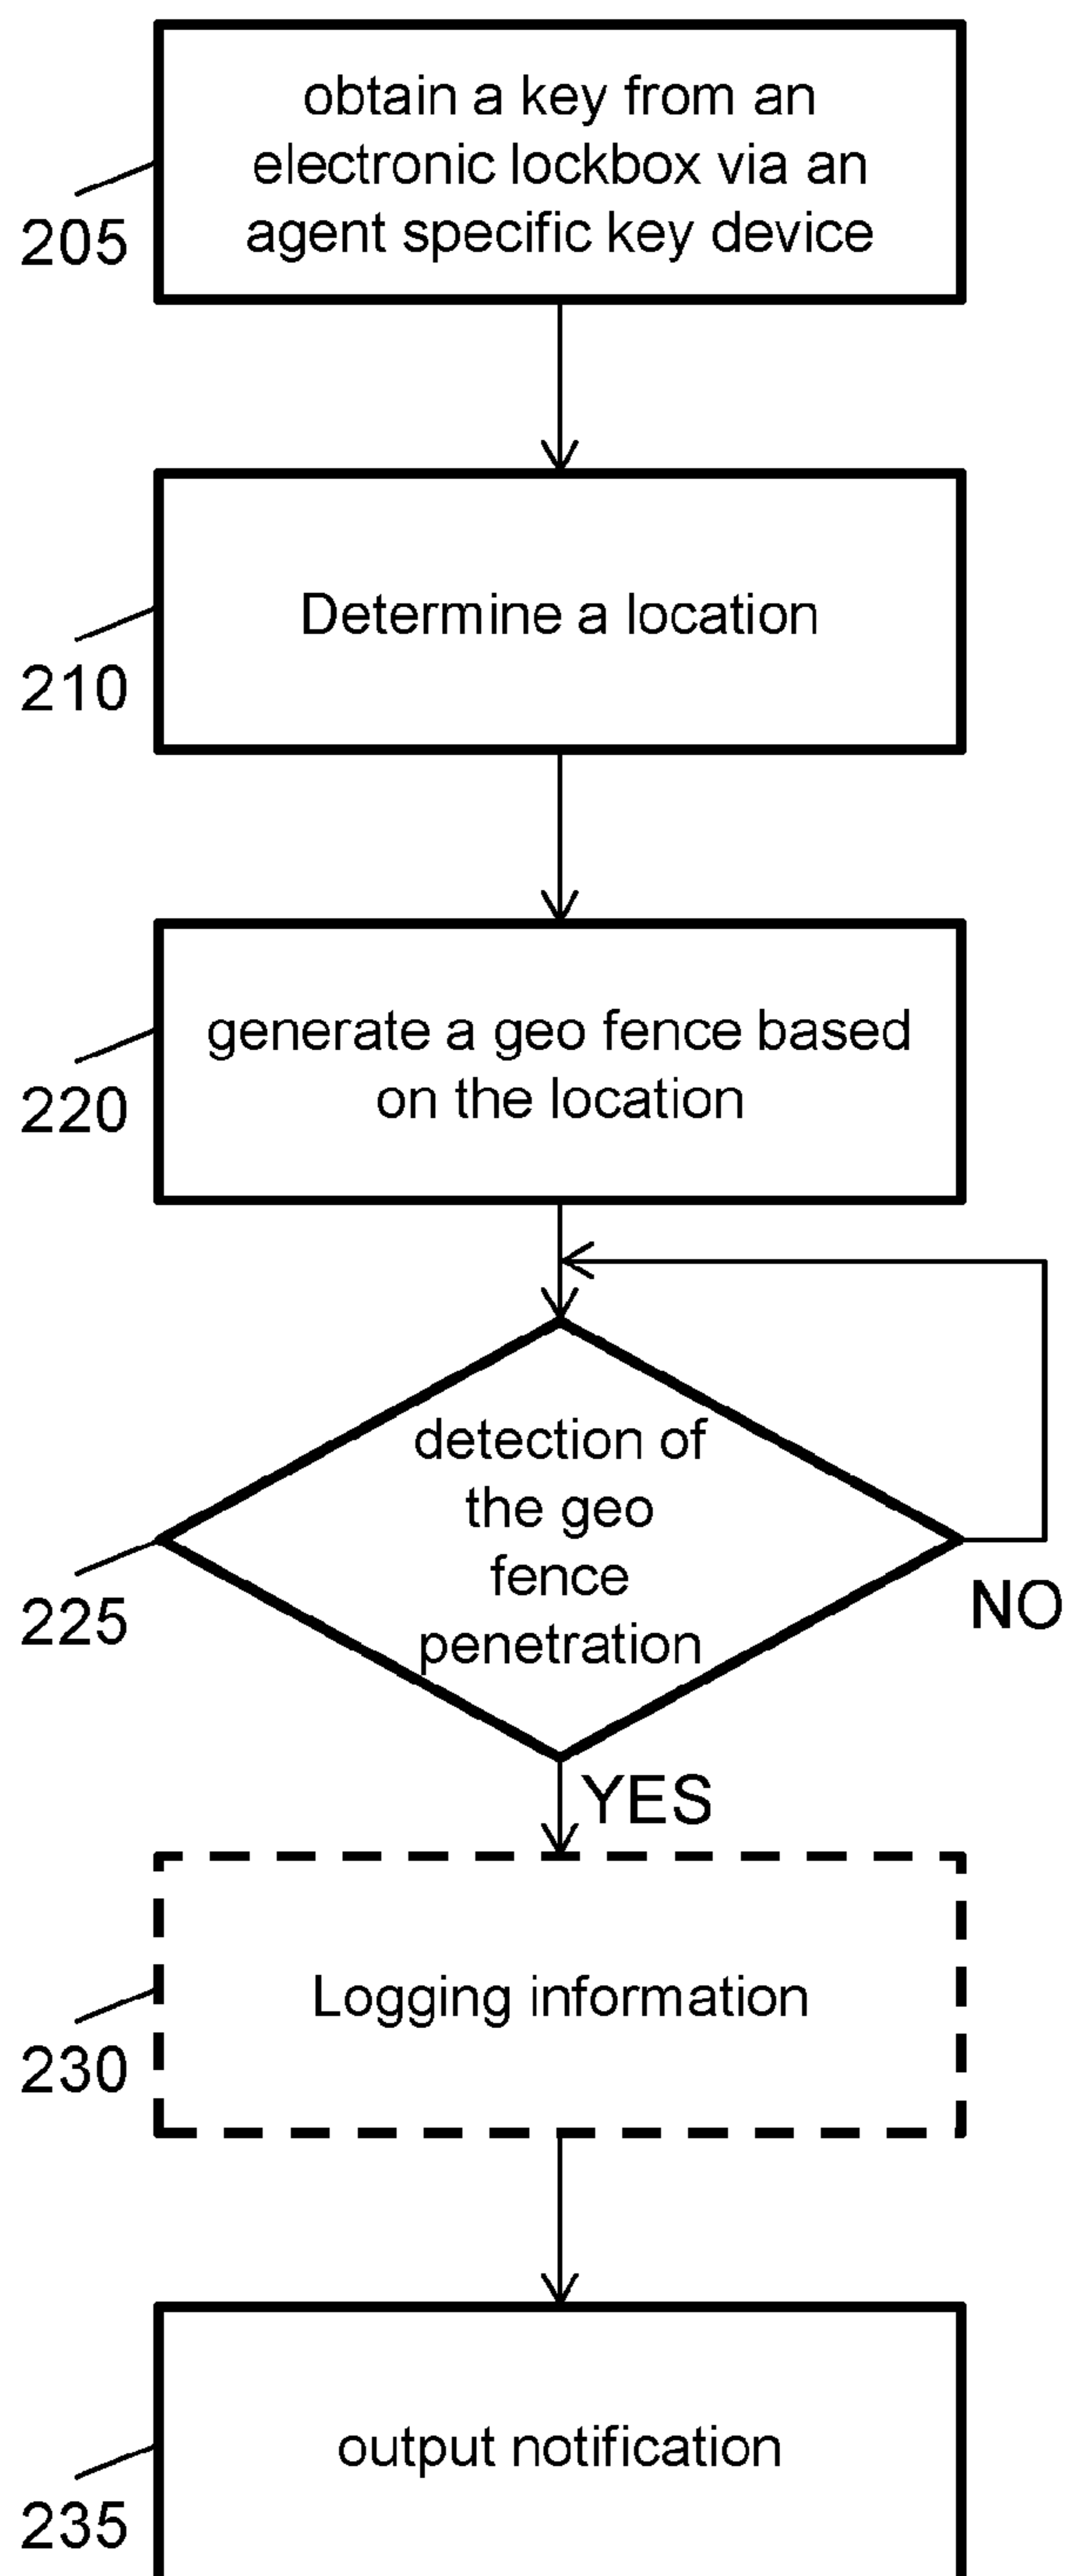 obtain a key from an
electronic lockbox via an
agent specific key device
205
Determine a location
210
generate a geo fence based
on the location
220
detection of
the geo
fence
penetration
225
NO
YES
Logging information
230
output notification
235